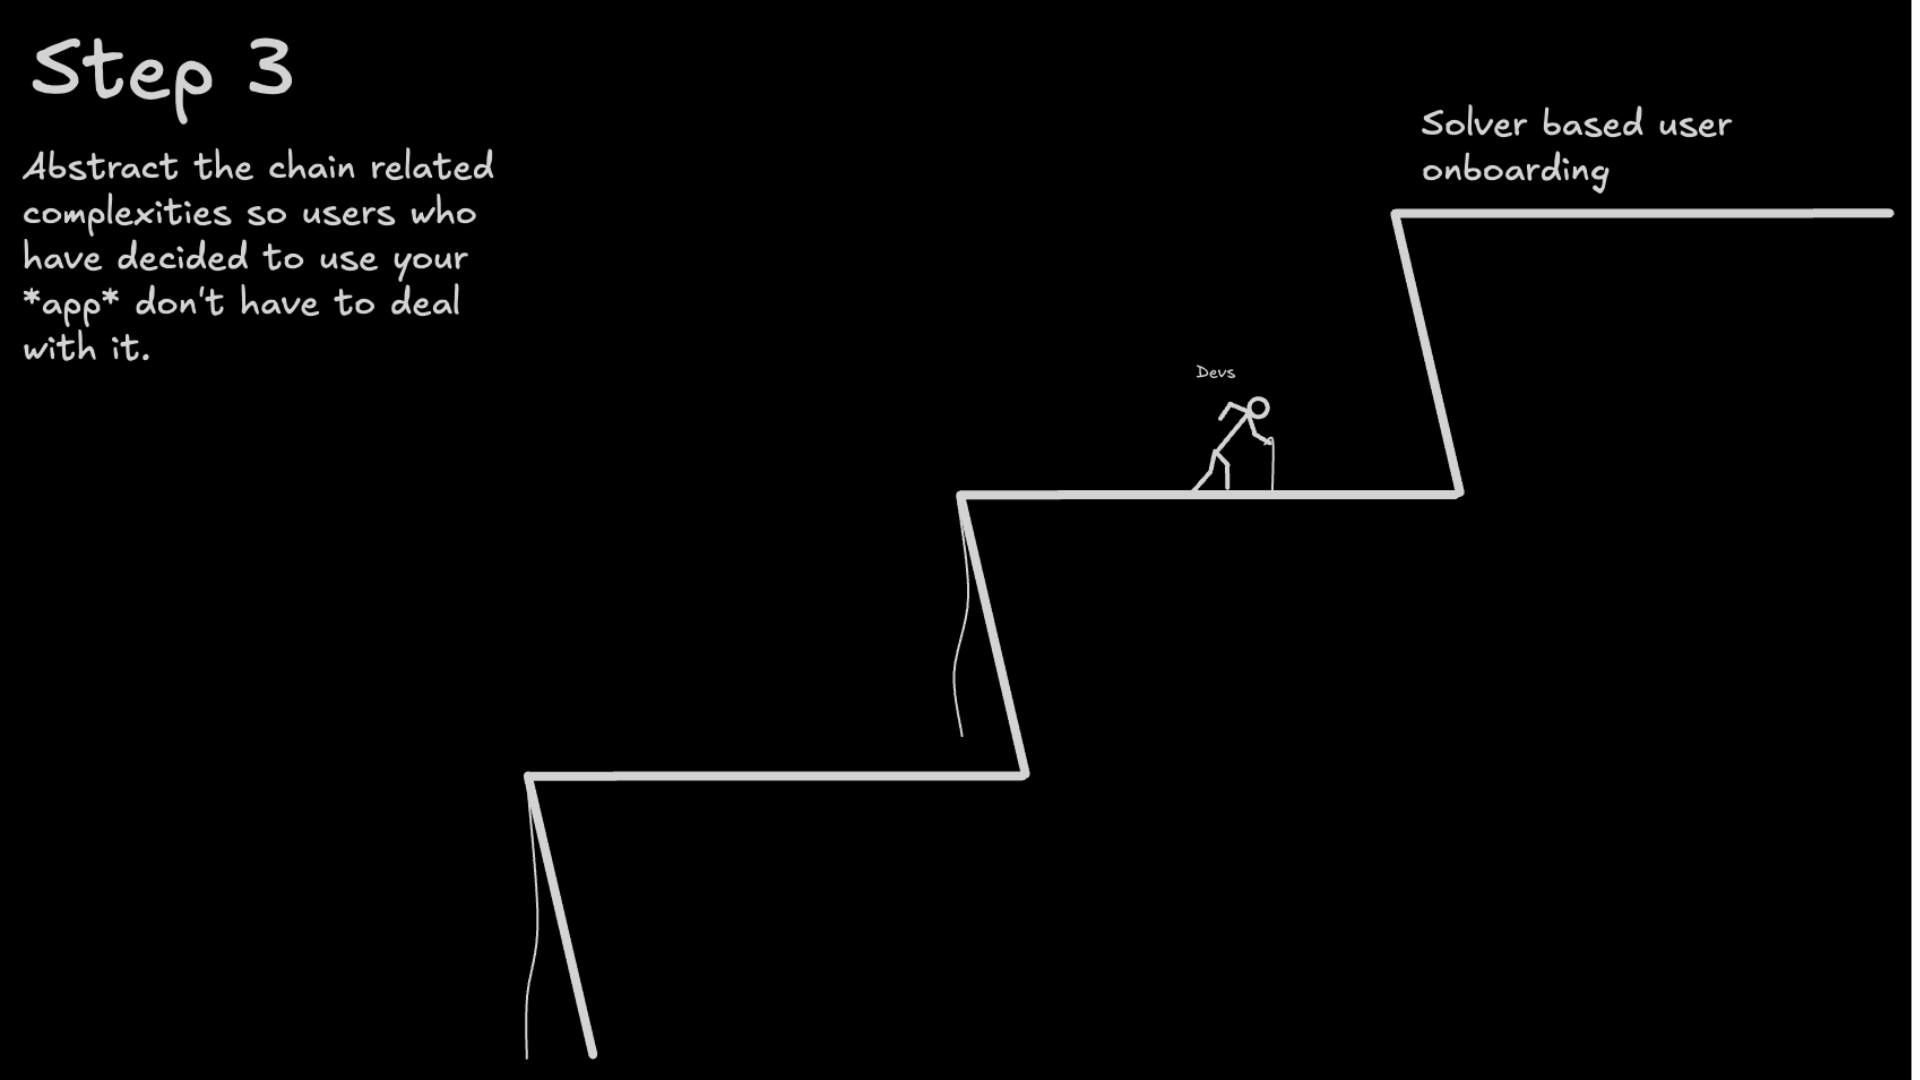 Step 3
Abstract the chain related
complexities so users who
have decided to use your
*app* don't have to deal
with it.
Solver based user
onboarding
Devs